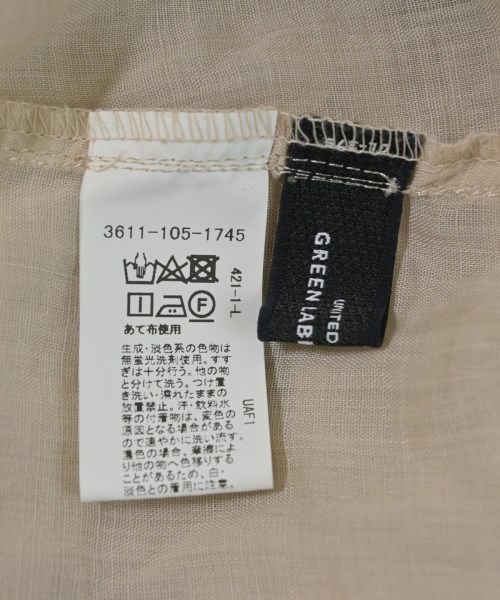 3611-105-1745
421-1-L
F
あて布使用
生成・淡色系の色物は
無蛍光洗剤使用。すす
ぎは十分行う。他の物
と分けて洗う。つけ置
き洗い・濡れたままの
放置禁止。汗・飲料水
等の付着物は、変色の
原因となる場合がある
ので速やかに洗い流す。
濃色の場合、摩擦によ
り他の物へ色移りする
ことがあるため、白・
淡色との着用に注意。
UAF1
UNITED
GREEN LABE